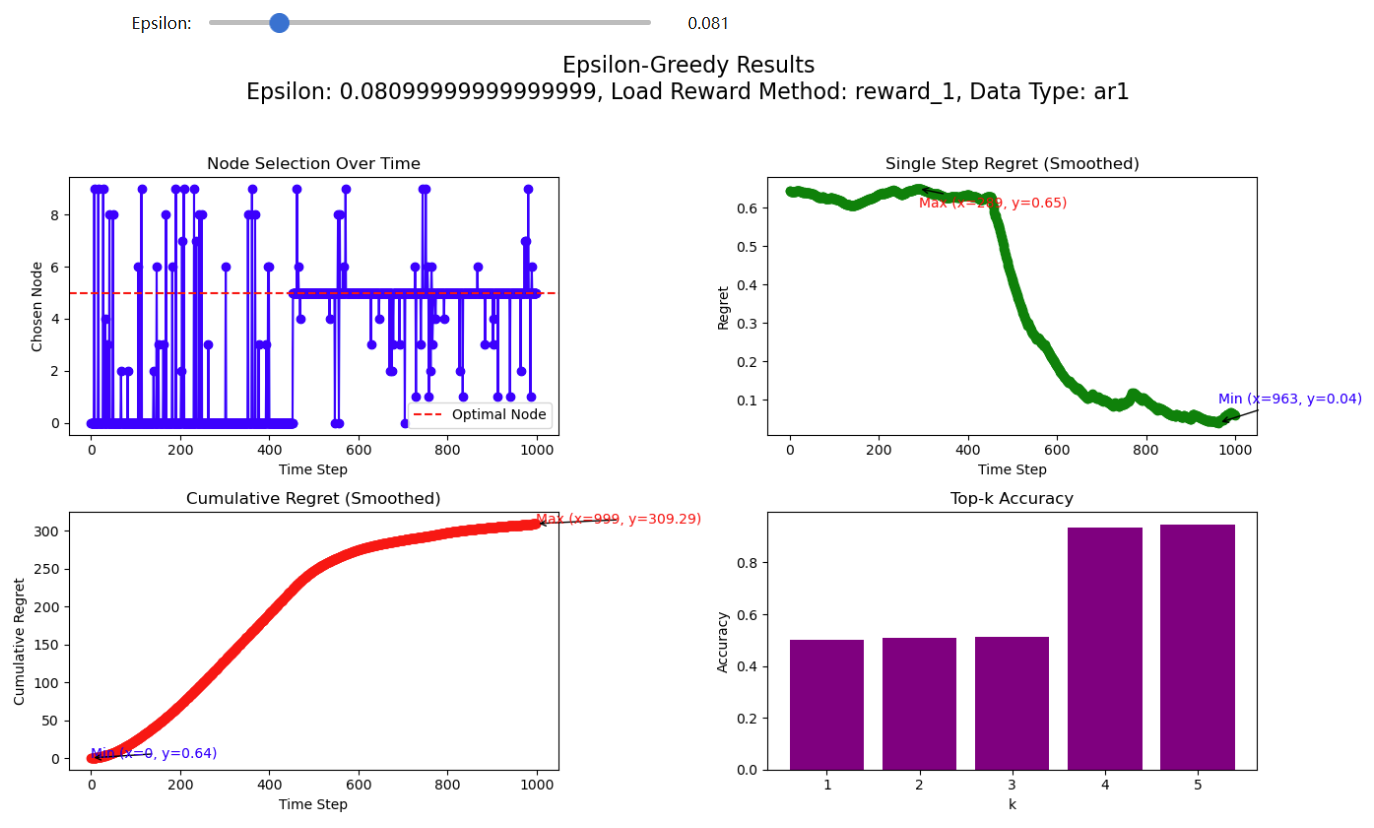 Epsilon: 0.081
Epsilon-Greedy Results
Epsilon: 0.08099999999999999, Load Reward Method: reward_1, Data Type: ar1
Node Selection Over Time
Chosen Node
8
6
4
2
0
Optimal Node
0 200 400 600 800 1000
Time Step
Single Step Regret (Smoothed)
Regret
0.6
0.5
0.4
0.3
0.2
0.1
Max (x=289, y=0.65)
Min (x=963, y=0.04)
0 200 400 600 800 1000
Time Step
Cumulative Regret (Smoothed)
Cumulative Regret
300
250
200
150
100
50
0
Max (x=999, y=309.29)
Min (x=0, y=0.64)
0 200 400 600 800 1000
Time Step
Top-k Accuracy
Accuracy
0.8
0.6
0.4
0.2
0.0
1 2 3 4 5
k